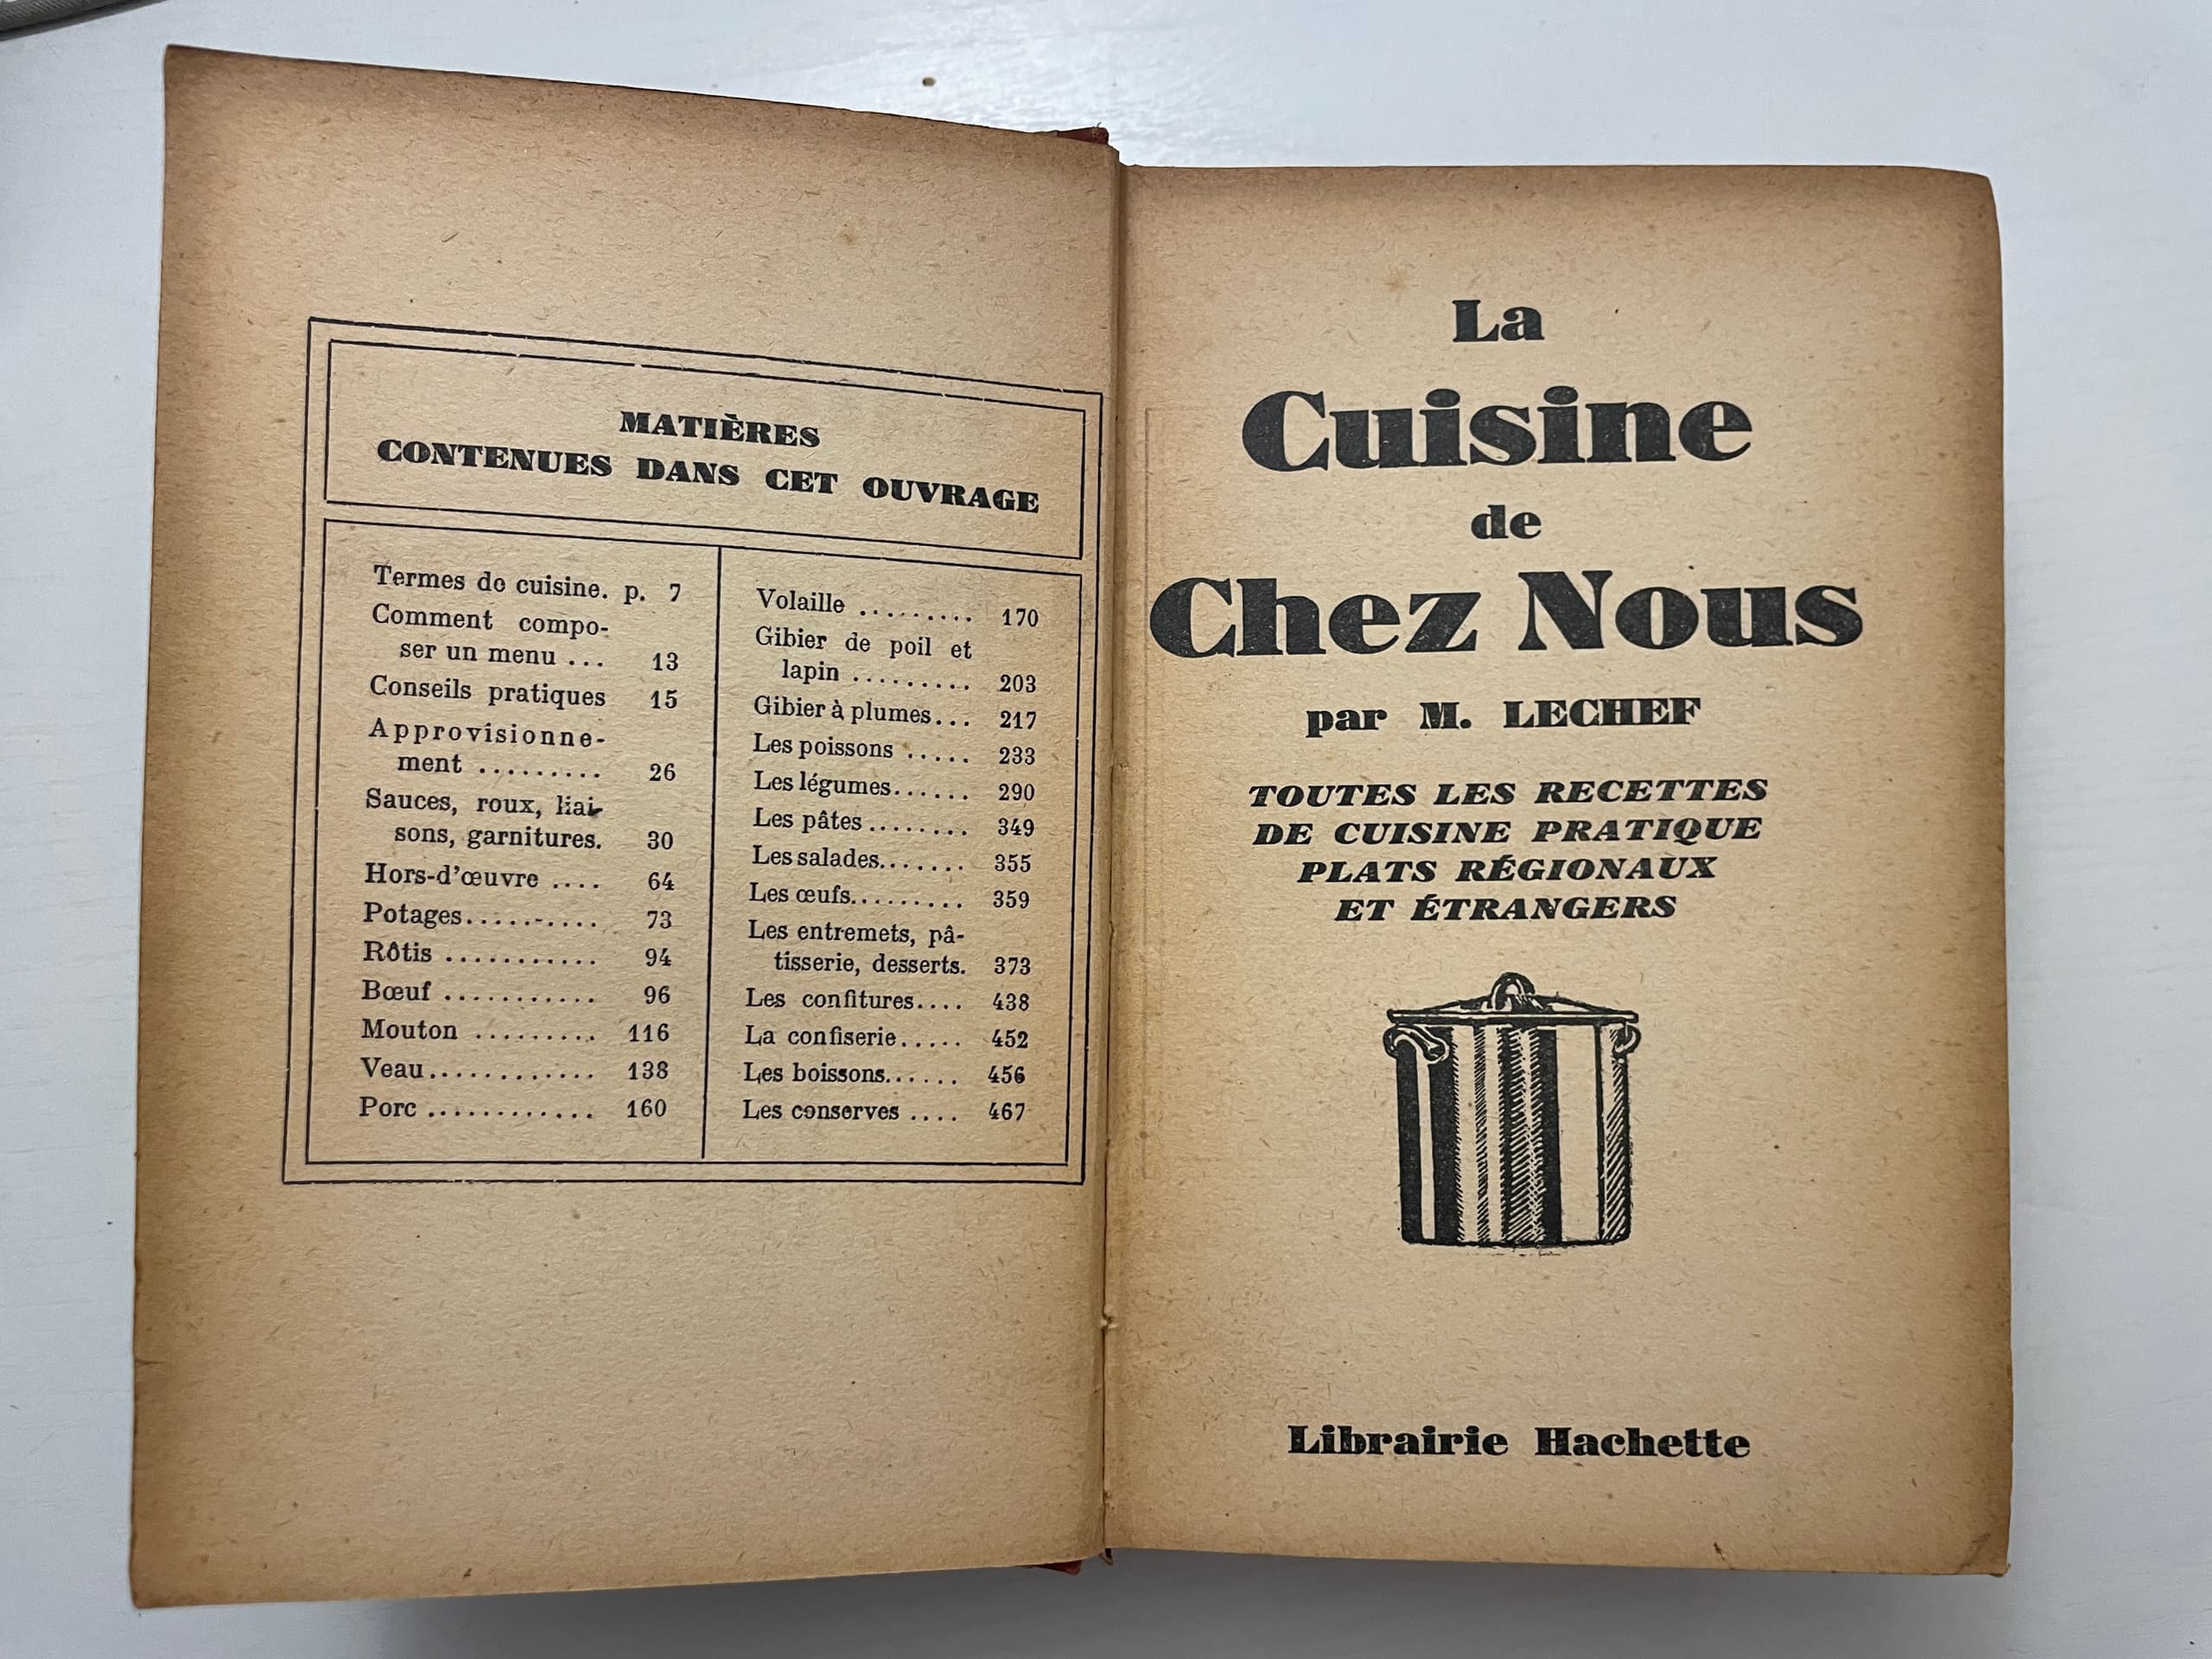 MATIÈRES
CONTENUES DANS CET OUVRAGE
Termes de cuisine. p. 7
Comment compo-
ser un menu ... 13
Conseils pratiques 15
Approvisionne-
ment ......... 26
Sauces, roux, liai-
sons, garnitures. 30
Hors-d'œuvre .... 64
Potages.......... 73
Rôtis ........... 94
Bœuf ........... 96
Mouton ......... 116
Veau............ 138
Porc ............ 160
Volaille ......... 170
Gibier de poil et
lapin ......... 203
Gibier à plumes... 217
Les poissons ..... 233
Les légumes...... 290
Les pâtes ........ 349
Les salades....... 355
Les œufs......... 359
Les entremets, pâ-
tisserie, desserts. 373
Les confitures.... 438
La confiserie..... 452
Les boissons...... 456
Les conserves .... 467
La
Cuisine
de
Chez Nous
par M. LECHEF
TOUTES LES RECETTES
DE CUISINE PRATIQUE
PLATS RÉGIONAUX
ET ÉTRANGERS
Librairie Hachette